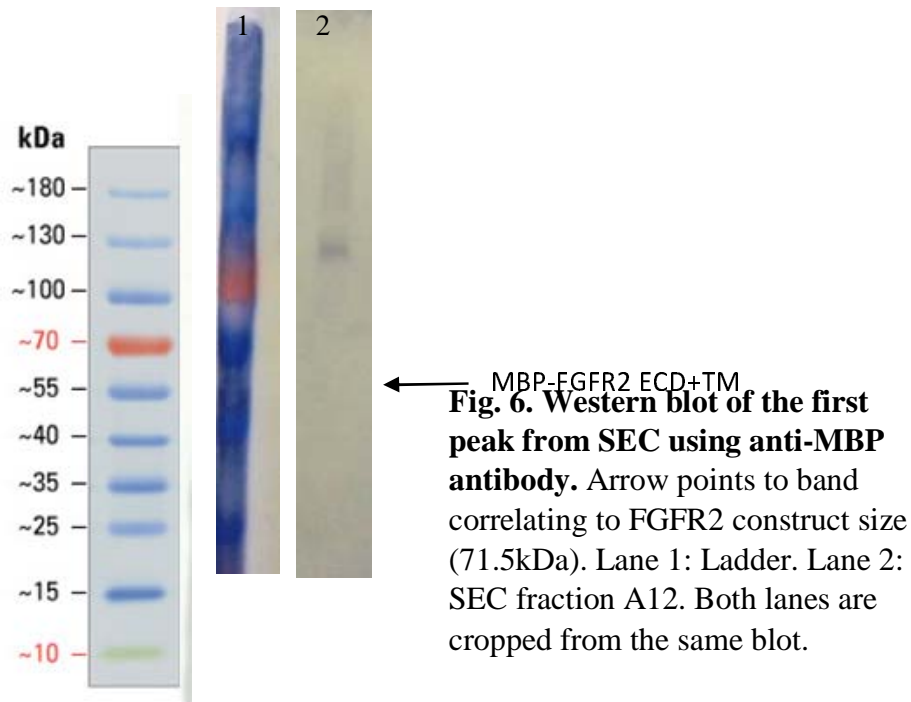 1 2
kDa
~180
~130
~100
~70
~55
~40
~35
~25
~15
~10
MBP-FGFR2 ECD+TM
Fig. 6. Western blot of the first
peak from SEC using anti-MBP
antibody. Arrow points to band
correlating to FGFR2 construct size
(71.5kDa). Lane 1: Ladder. Lane 2:
SEC fraction A12. Both lanes are
cropped from the same blot.